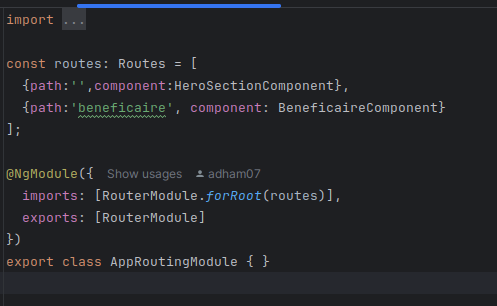 import ...
const routes: Routes = [
{path:'',component:HeroSectionComponent},
{path:'beneficaire', component: BeneficaireComponent}
];
@NgModule({ Show usages adham07
imports: [RouterModule.forRoot(routes)],
exports: [RouterModule]
})
export class AppRoutingModule { }